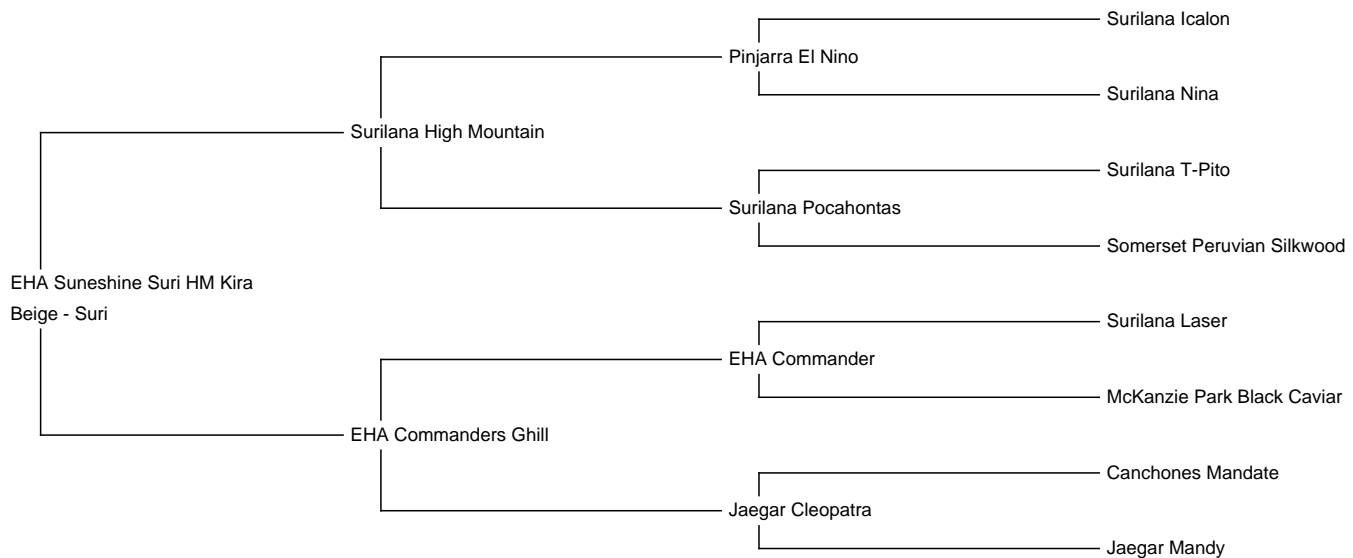 Surilana Icalon
Pinjarra El Nino
Surilana Nina
Surilana High Mountain
Surilana T-Pito
Surilana Pocahontas
Somerset Peruvian Silkwood
EHA Suneshine Suri HM Kira
Beige - Suri
Surilana Laser
EHA Commander
McKanzie Park Black Caviar
EHA Commanders Ghill
Canchones Mandate
Jaegar Cleopatra
Jaegar Mandy